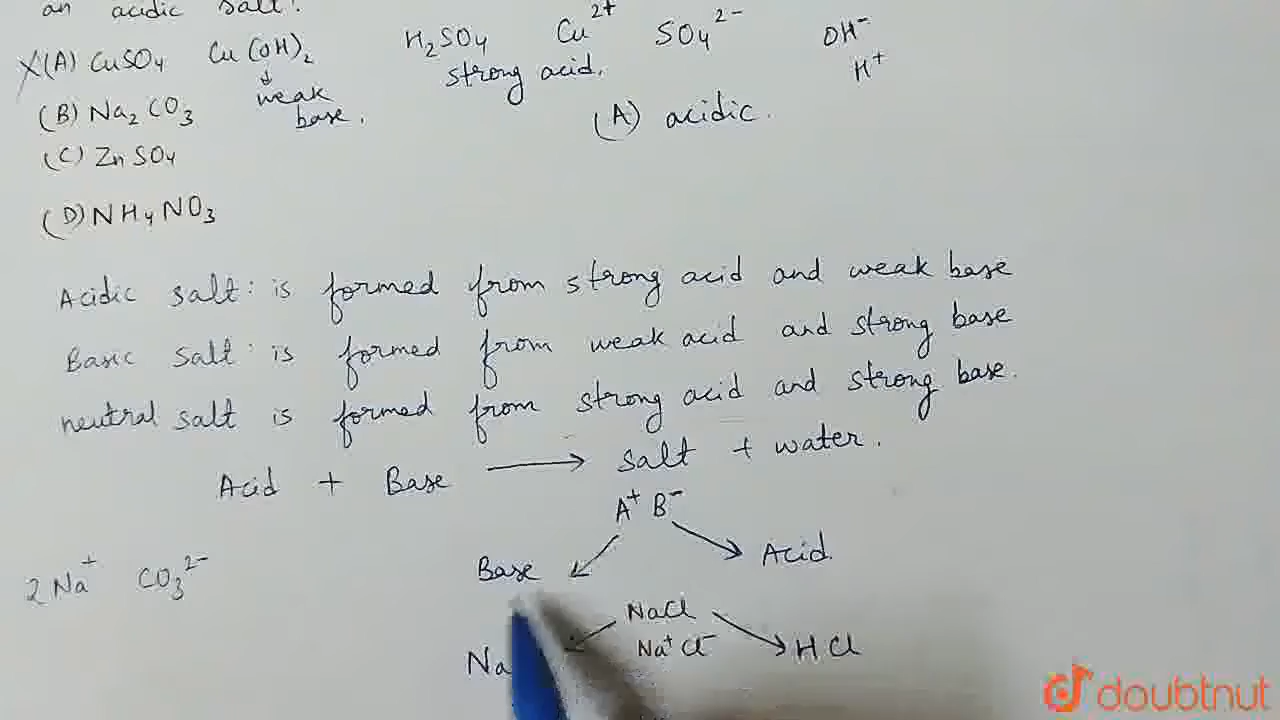 an acidic salt.
X(A) CuSO4 Cu(OH)2 H2SO4 Cu2+ SO4 2- OH-
↓ weak base. strong acid. H+
(B) Na2CO3 (A) acidic.
(C) ZnSO4
(D) NH4NO3
Acidic salt: is formed from strong acid and weak base
Basic salt: is formed from weak acid and strong base
neutral salt is formed from strong acid and strong base.
Acid + Base → salt + water.
A+ B-
Base Acid
2Na+ CO3 2-
NaCl
Na Na+ Cl- HCl
doubtnut